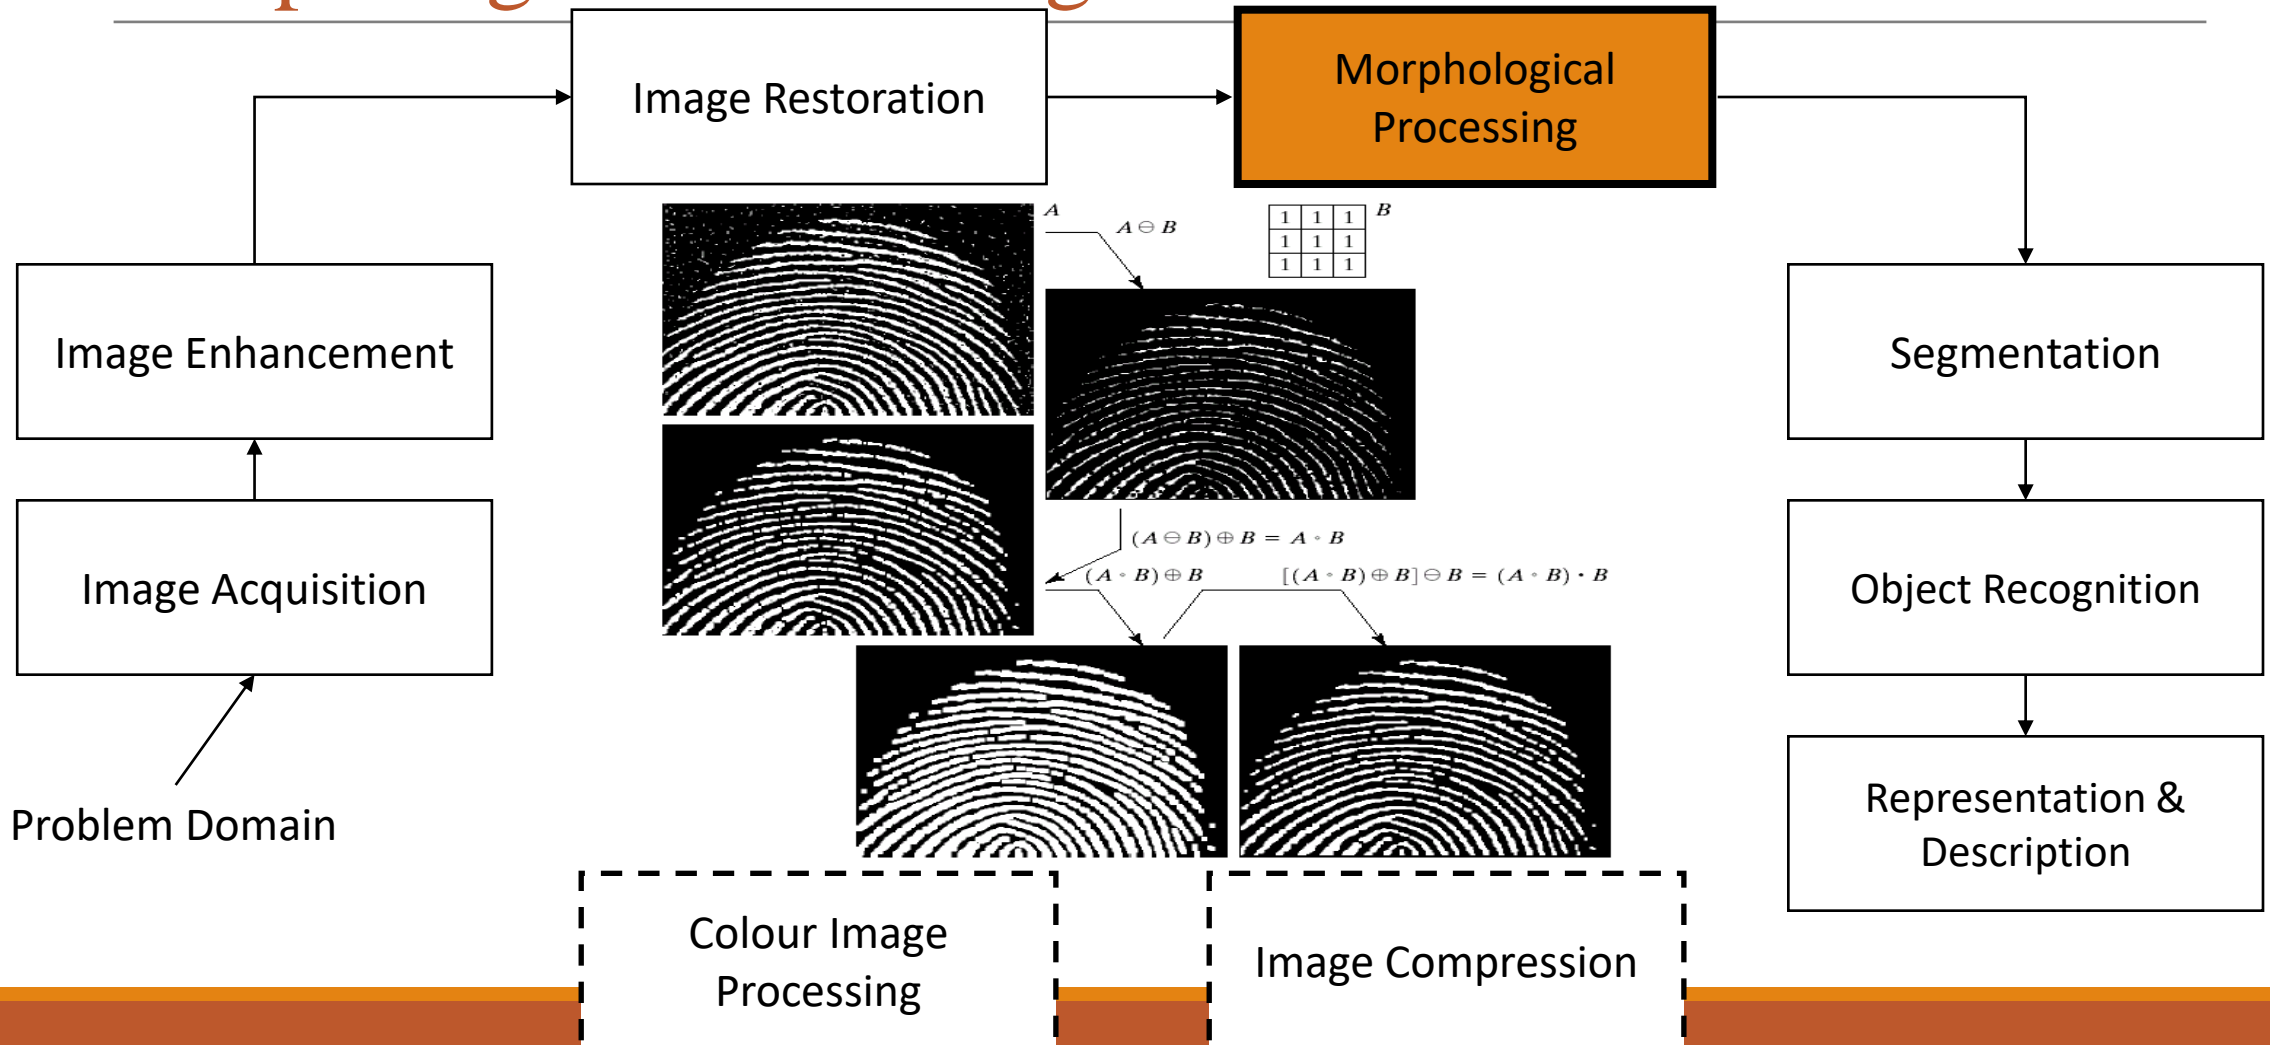 Image Restoration
Morphological
Processing
A
A ⊖ B
1 1 1
1 1 1
1 1 1
B
Image Enhancement
Segmentation
(A ⊖ B) ⊕ B = A ∘ B
(A ∘ B) ⊕ B
[(A ∘ B) ⊕ B] ⊖ B = (A ∘ B) • B
Image Acquisition
Object Recognition
Problem Domain
Representation &
Description
Colour Image
Processing
Image Compression